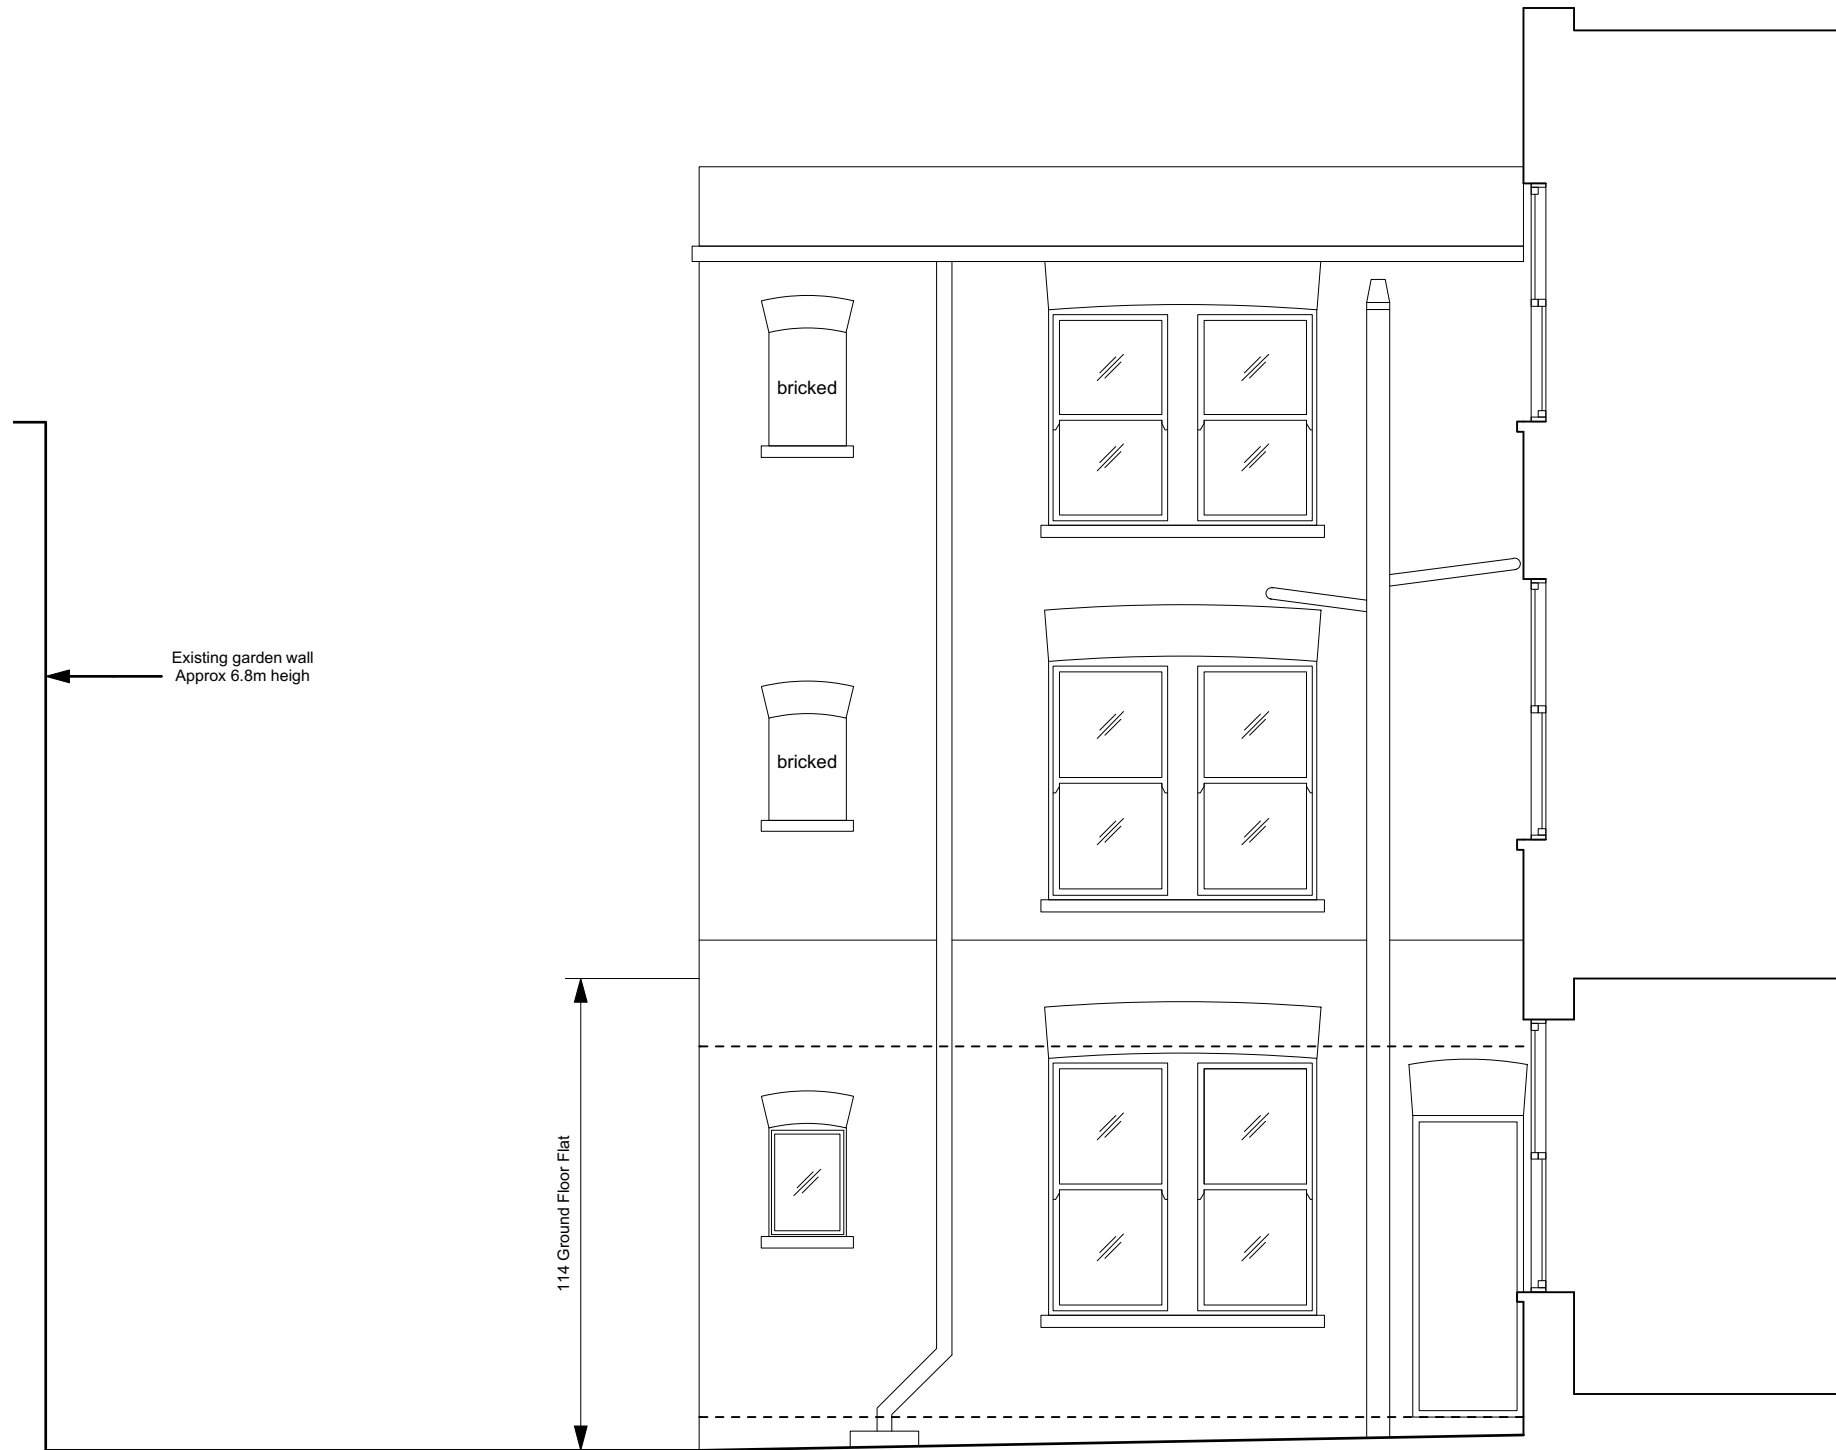 bricked
Existing garden wall
Approx 6.8m heigh
bricked
114 Ground Floor Flat